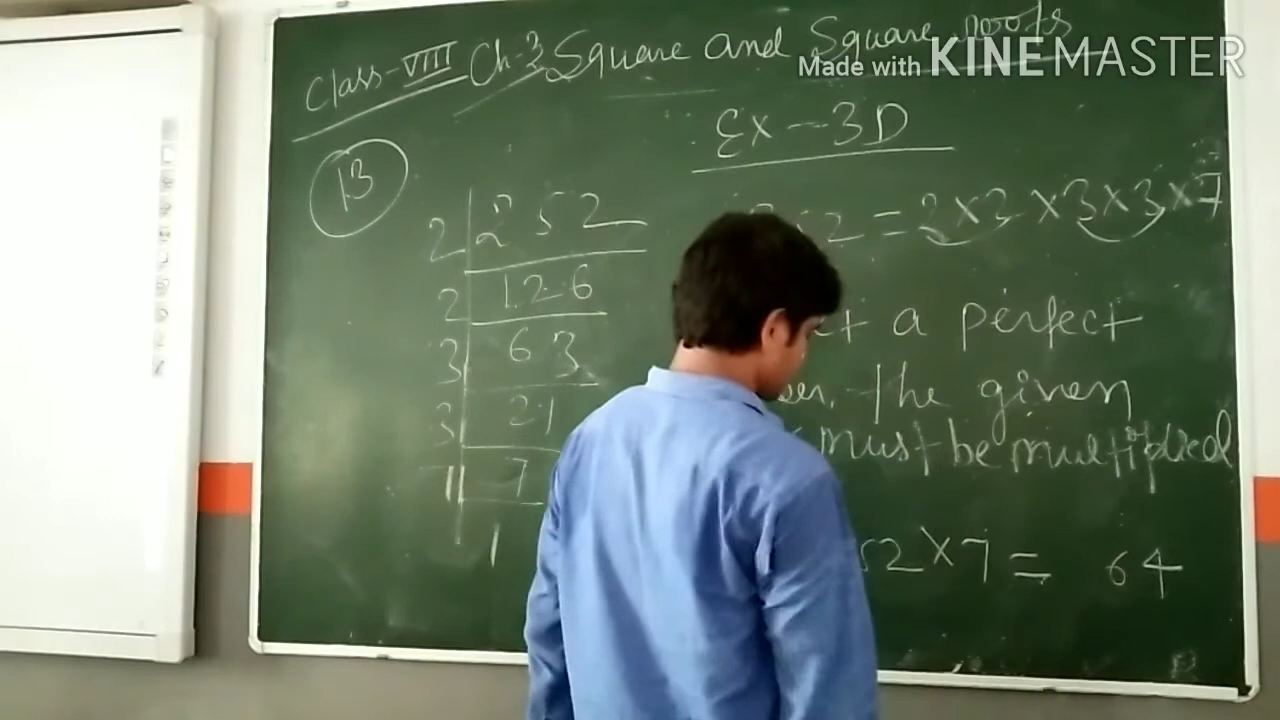 Class-VIII Ch-3 Square and Square roots
Made with KINEMASTER
Ex-3D
13
2 252
2 126
3 63
3 21
7
1
= 2×2×3×3×7
a perfect
the given
must be multiplied
52×7= 64